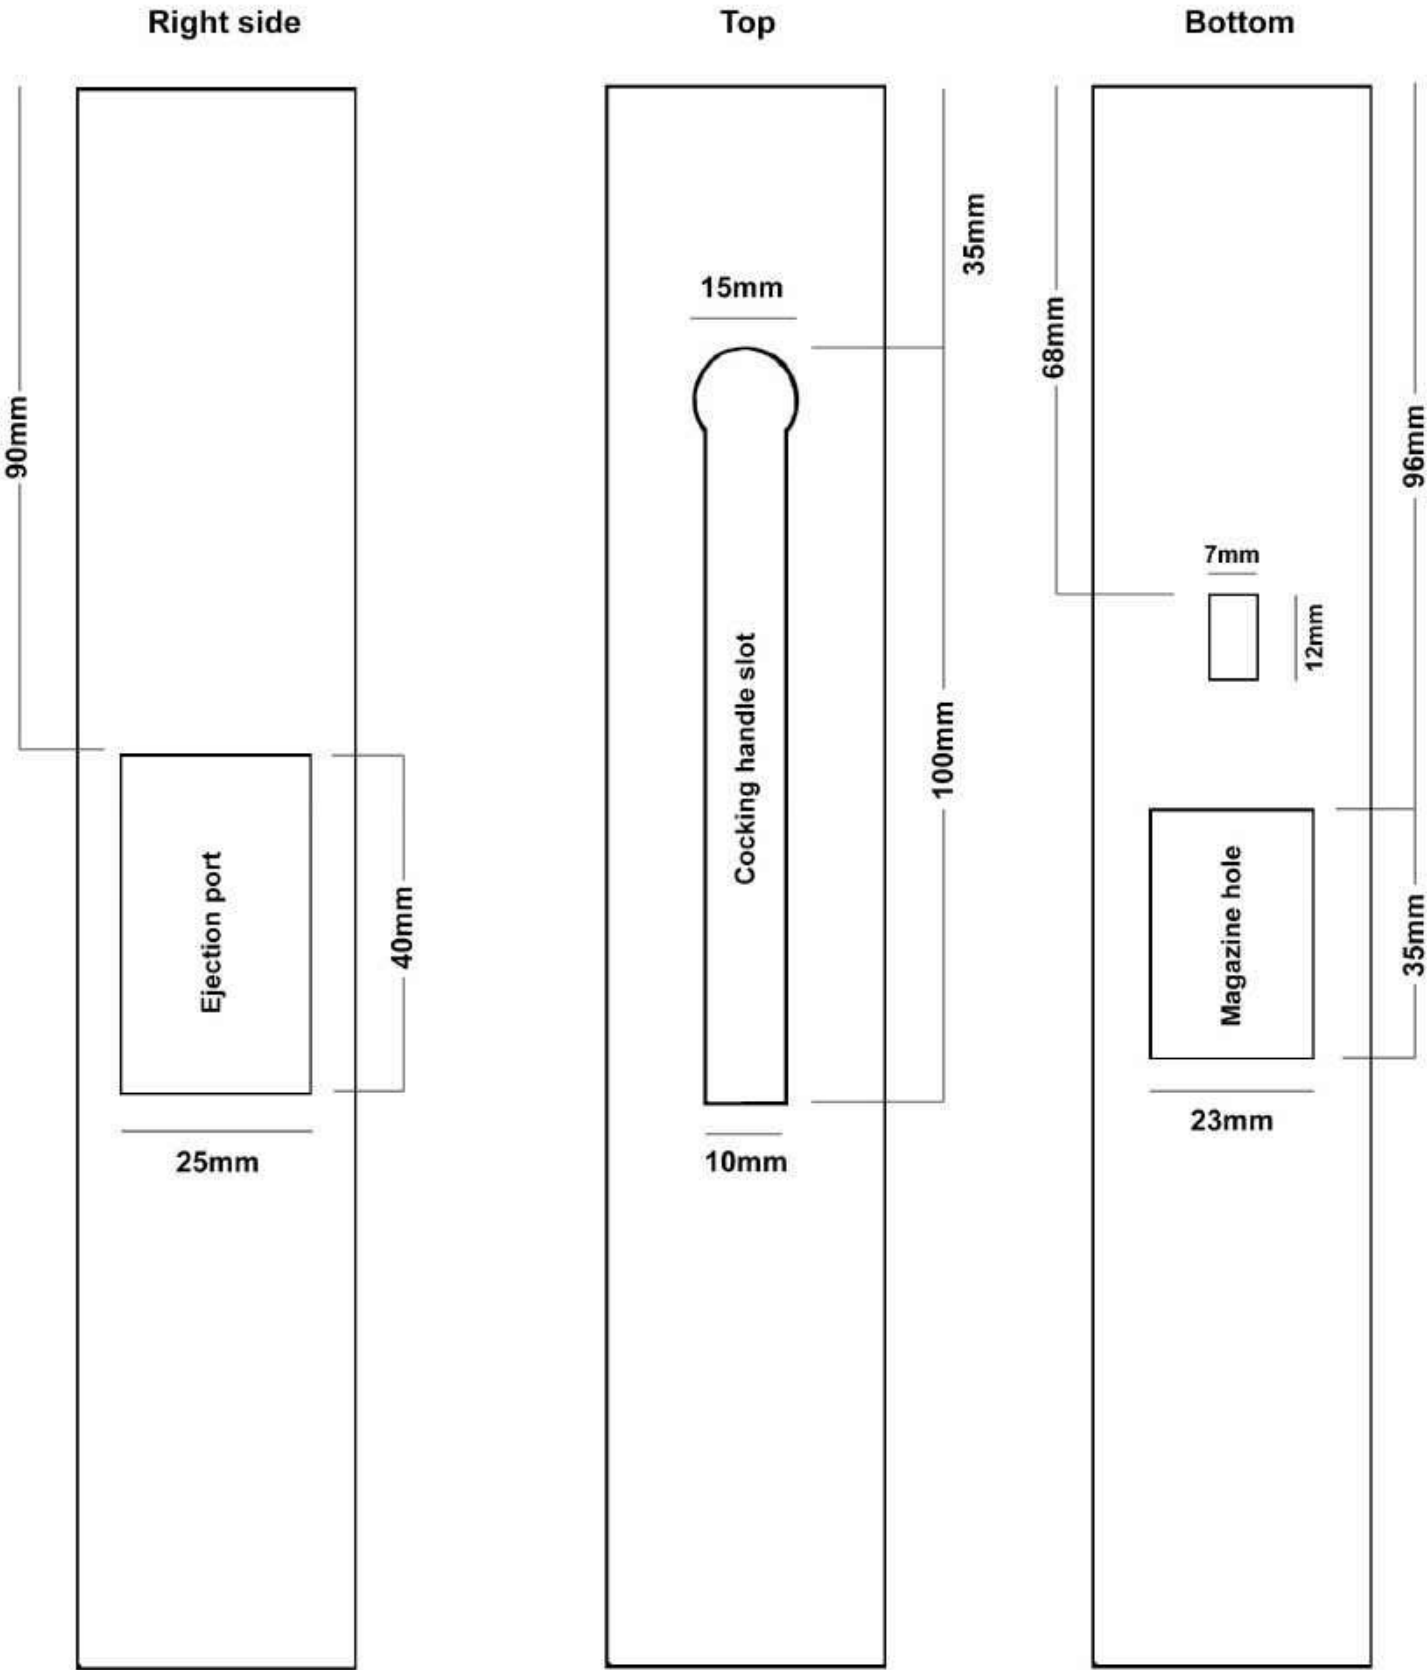 Right side
Top
Bottom
35mm
15mm
68mm
90mm
96mm
7mm
12mm
Cocking handle slot
100mm
Ejection port
40mm
Magazine hole
35mm
23mm
25mm
10mm